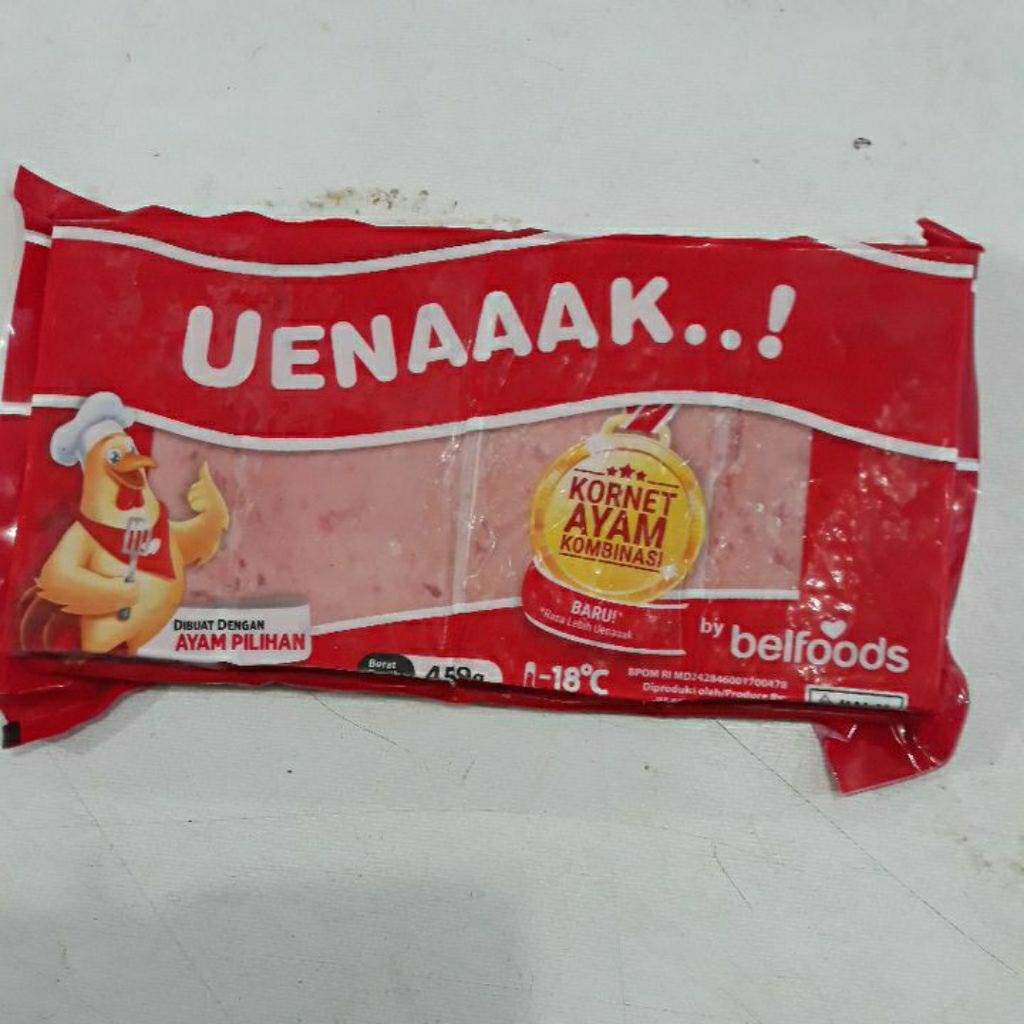 UENAAAK..!
KORNET
AYAM
KOMBINASI
BARU!*
*Rasa Lebih Uenaaak
DIBUAT DENGAN
AYAM PILIHAN
by belfoods
Berat
-18°C
BPOM RI MD242846001700478
Diproduksi oleh/Produce By